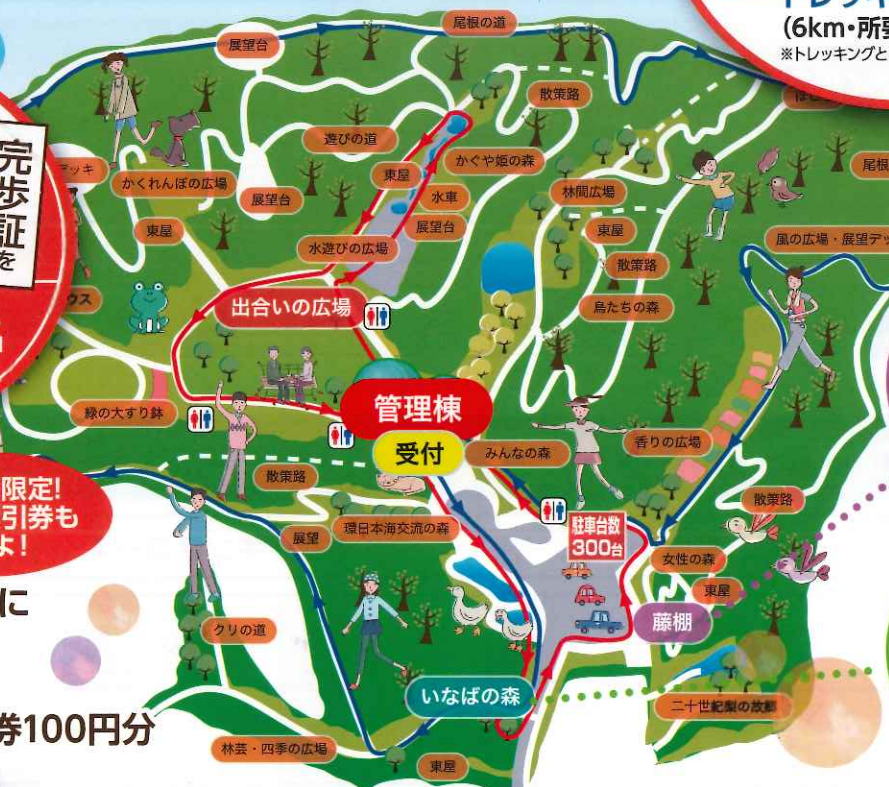 (6km・所要
※トレッキングと
尾根の道
展望台
散策路
遊びの道
完歩証を
デッキ
かくれんぼの広場
東屋
かぐや姫の森
水車
展望台
展望台
林間広場
尾根
東屋
水遊びの広場
東屋
風の広場・展望デッ
散策路
ウス
出合いの広場
鳥たちの森
緑の大すり鉢
管理棟
受付
みんなの森
香りの広場
散策路
限定!
引券も
よ!
展望
環日本海交流の森
駐車台数
300台
散策路
女性の森
東屋
に
クリの道
藤棚
いなばの森
二十世紀梨の故郷
券100円分
林芸・四季の広場
東屋